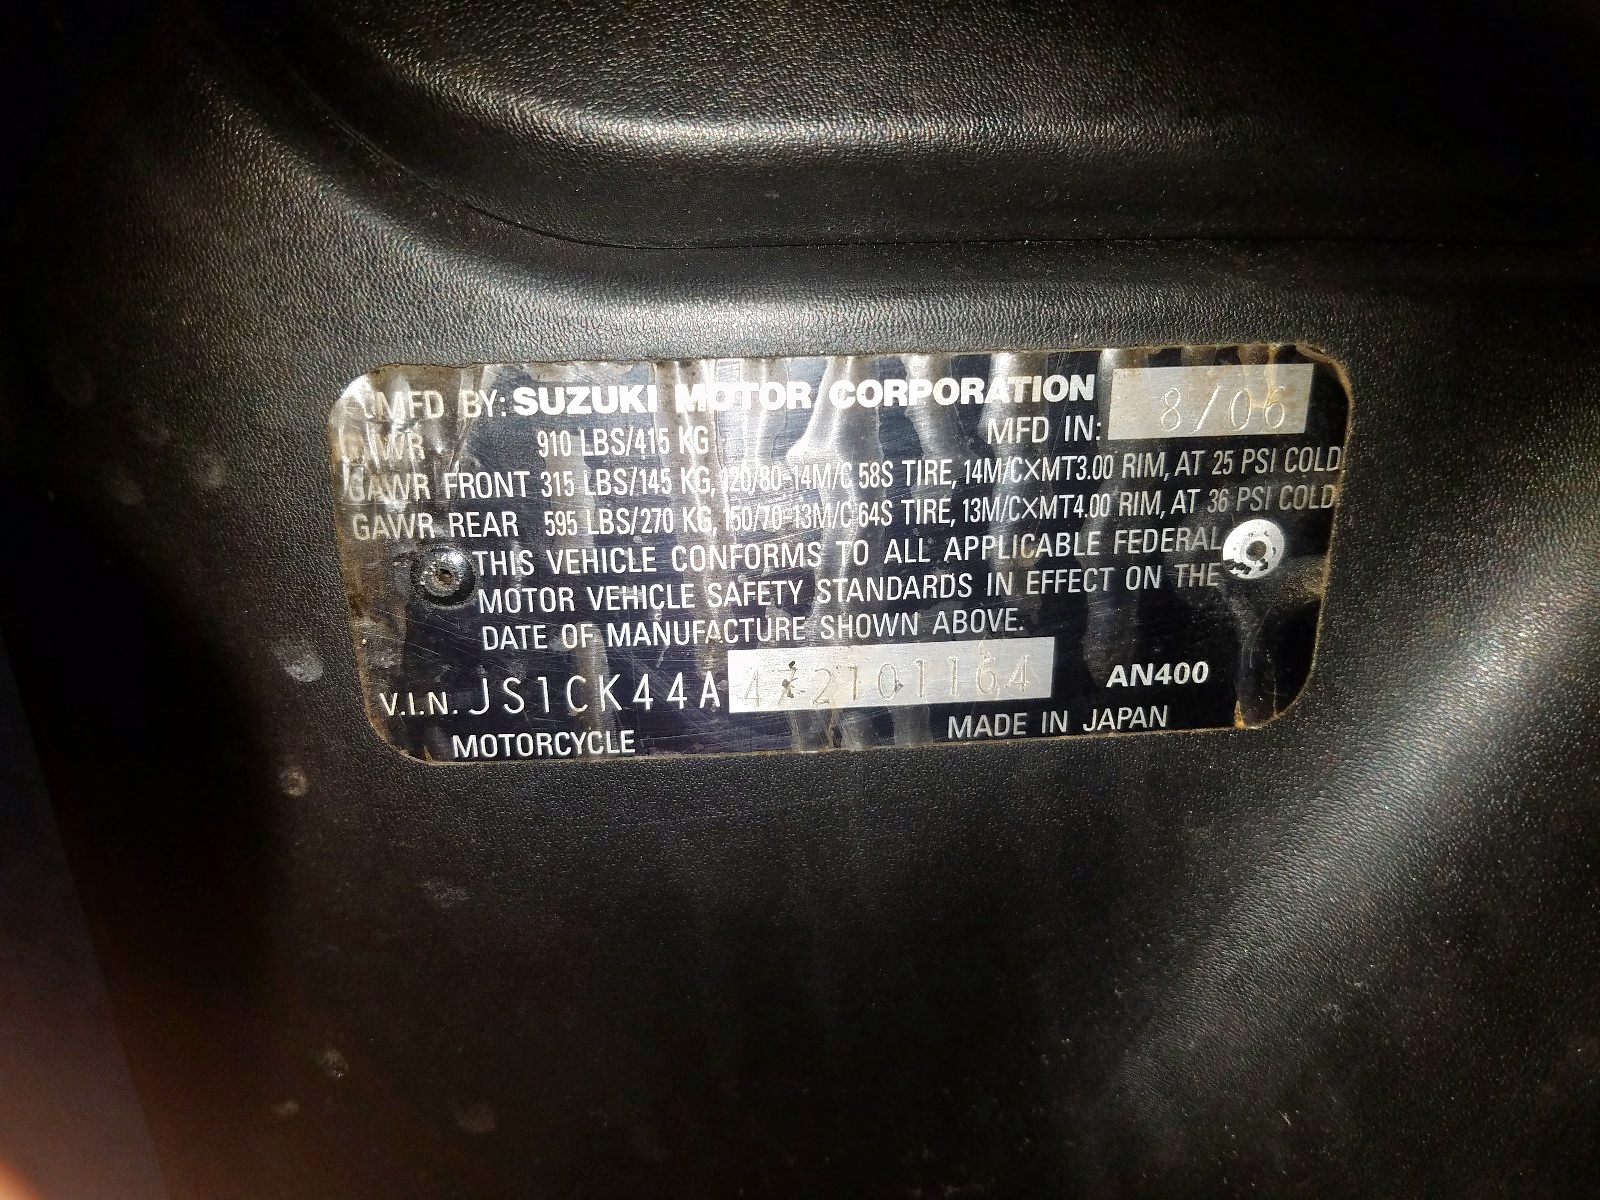 MFD BY: SUZUKI MOTOR CORPORATION
MFD IN: 8/06
GAWR 910 LBS/415 KG
GAWR FRONT 315 LBS/145 KG, 120/80-14M/C 58S TIRE, 14M/C×MT3.00 RIM, AT 25 PSI COLD
GAWR REAR 595 LBS/270 KG, 150/70-13M/C 64S TIRE, 13M/C×MT4.00 RIM, AT 36 PSI COLD
THIS VEHICLE CONFORMS TO ALL APPLICABLE FEDERAL
MOTOR VEHICLE SAFETY STANDARDS IN EFFECT ON THE
DATE OF MANUFACTURE SHOWN ABOVE.
V.I.N. JS1CK44A
AN400
MOTORCYCLE
MADE IN JAPAN